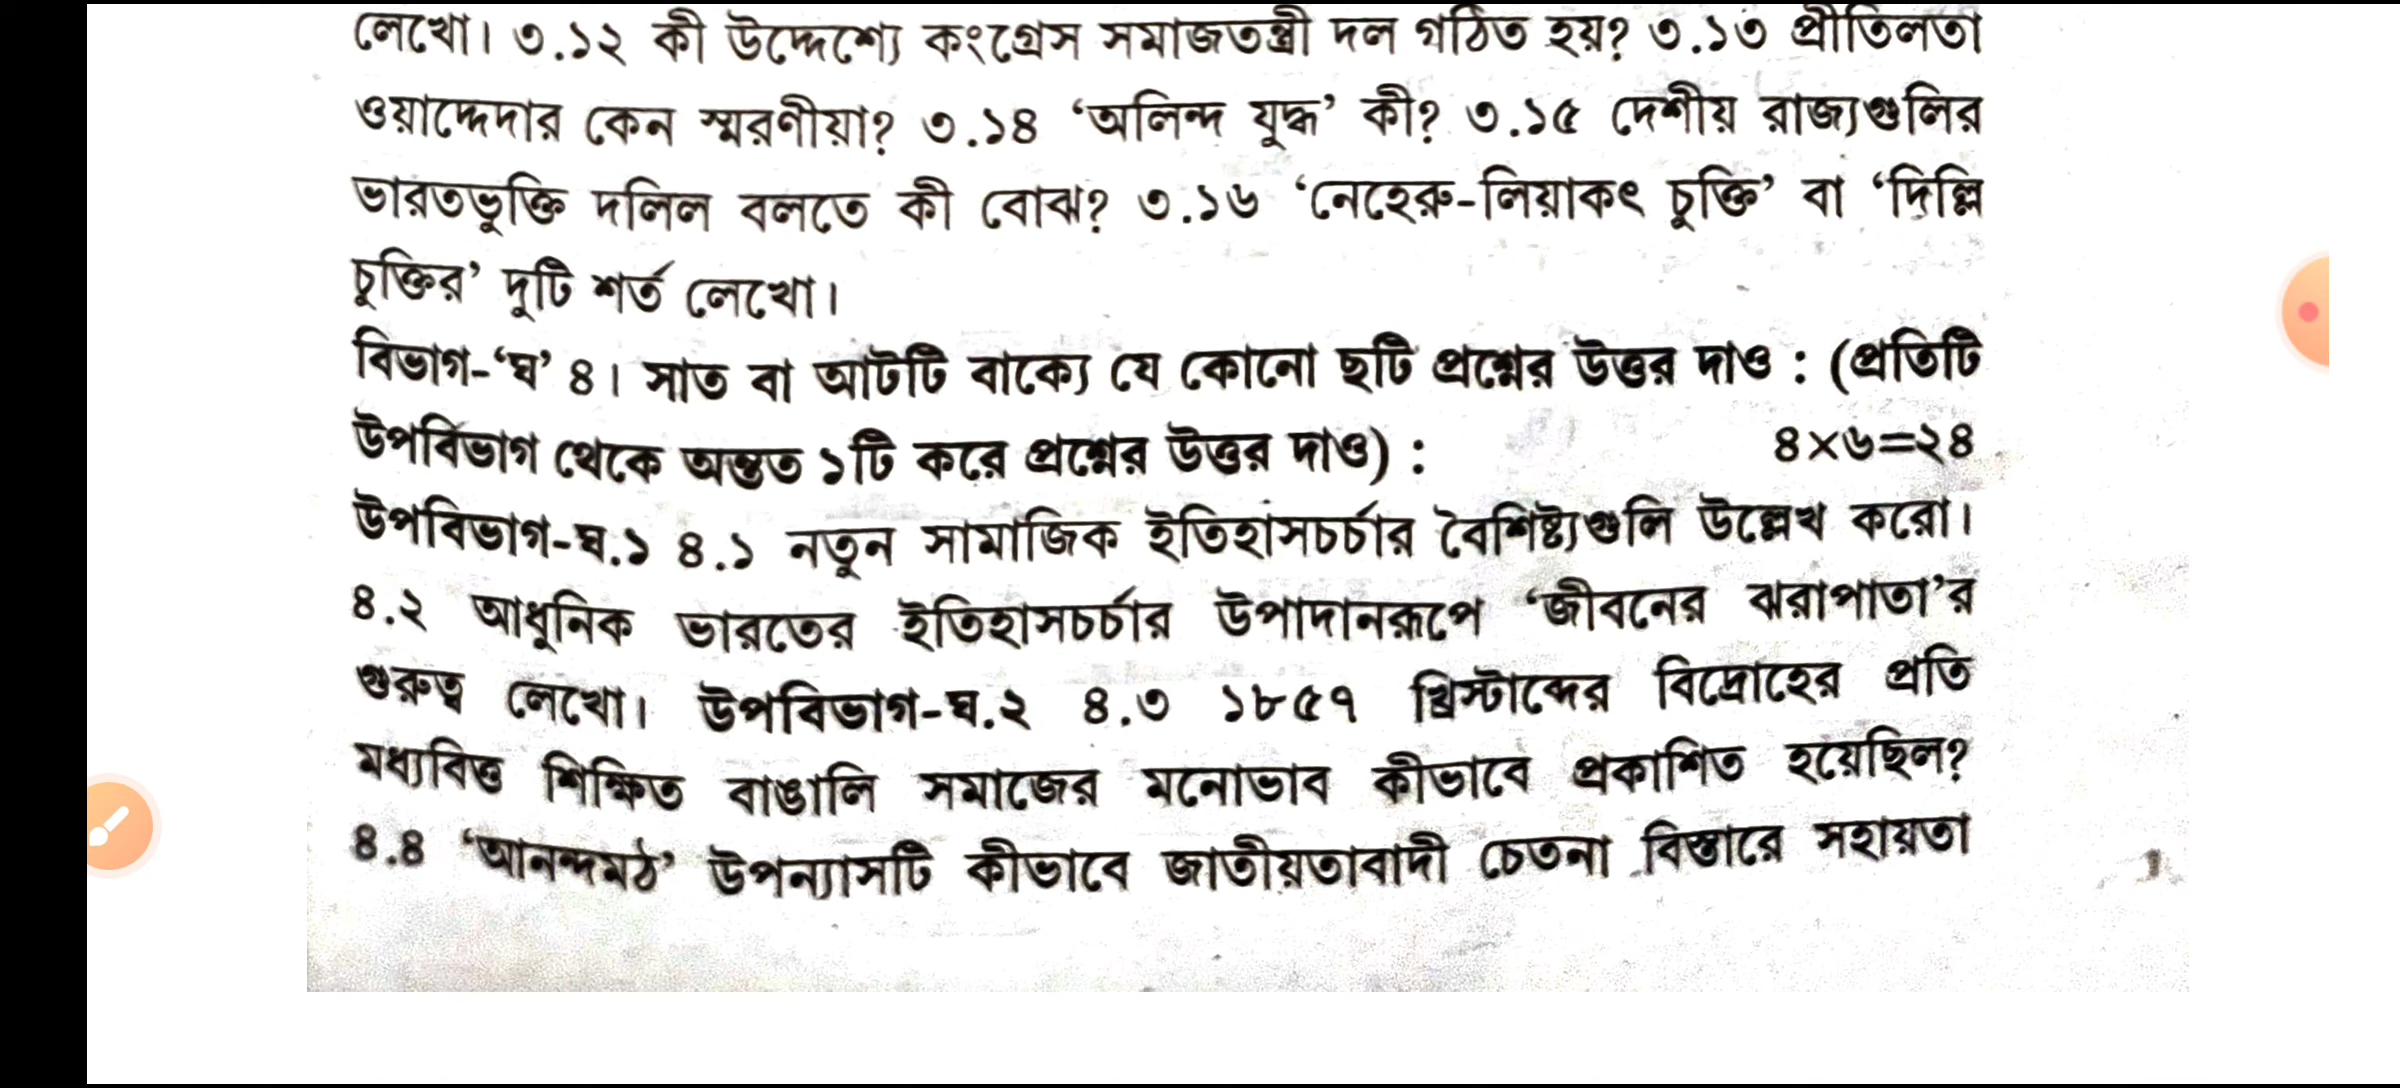 লেখো। ৩.১২ কী উদ্দেশ্যে কংগ্রেস সমাজতন্ত্রী দল গঠিত হয়? ৩.১৩ প্রীতিলতা
ওয়াদ্দেদার কেন স্মরণীয়া? ৩.১৪ ‘অলিন্দ যুদ্ধ’ কী? ৩.১৫ দেশীয় রাজ্যগুলির
ভারতভুক্তি দলিল বলতে কী বোঝ? ৩.১৬ ‘নেহেরু-লিয়াকৎ চুক্তি’ বা ‘দিল্লি
চুক্তির’ দুটি শর্ত লেখো।
বিভাগ-‘ঘ’ ৪। সাত বা আটটি বাক্যে যে কোনো ছটি প্রশ্নের উত্তর দাও : (প্রতিটি
উপবিভাগ থেকে অন্তত ১টি করে প্রশ্নের উত্তর দাও) : ৪×৬=২৪
উপবিভাগ-ঘ.১ ৪.১ নতুন সামাজিক ইতিহাসচর্চার বৈশিষ্ট্যগুলি উল্লেখ করো।
৪.২ আধুনিক ভারতের ইতিহাসচর্চার উপাদানরূপে ‘জীবনের ঝরাপাতা’র
গুরুত্ব লেখো। উপবিভাগ-ঘ.২ ৪.৩ ১৮৫৭ খ্রিস্টাব্দের বিদ্রোহের প্রতি
মধ্যবিত্ত শিক্ষিত বাঙালি সমাজের মনোভাব কীভাবে প্রকাশিত হয়েছিল?
৪.৪ ‘আনন্দমঠ’ উপন্যাসটি কীভাবে জাতীয়তাবাদী চেতনা বিস্তারে সহায়তা